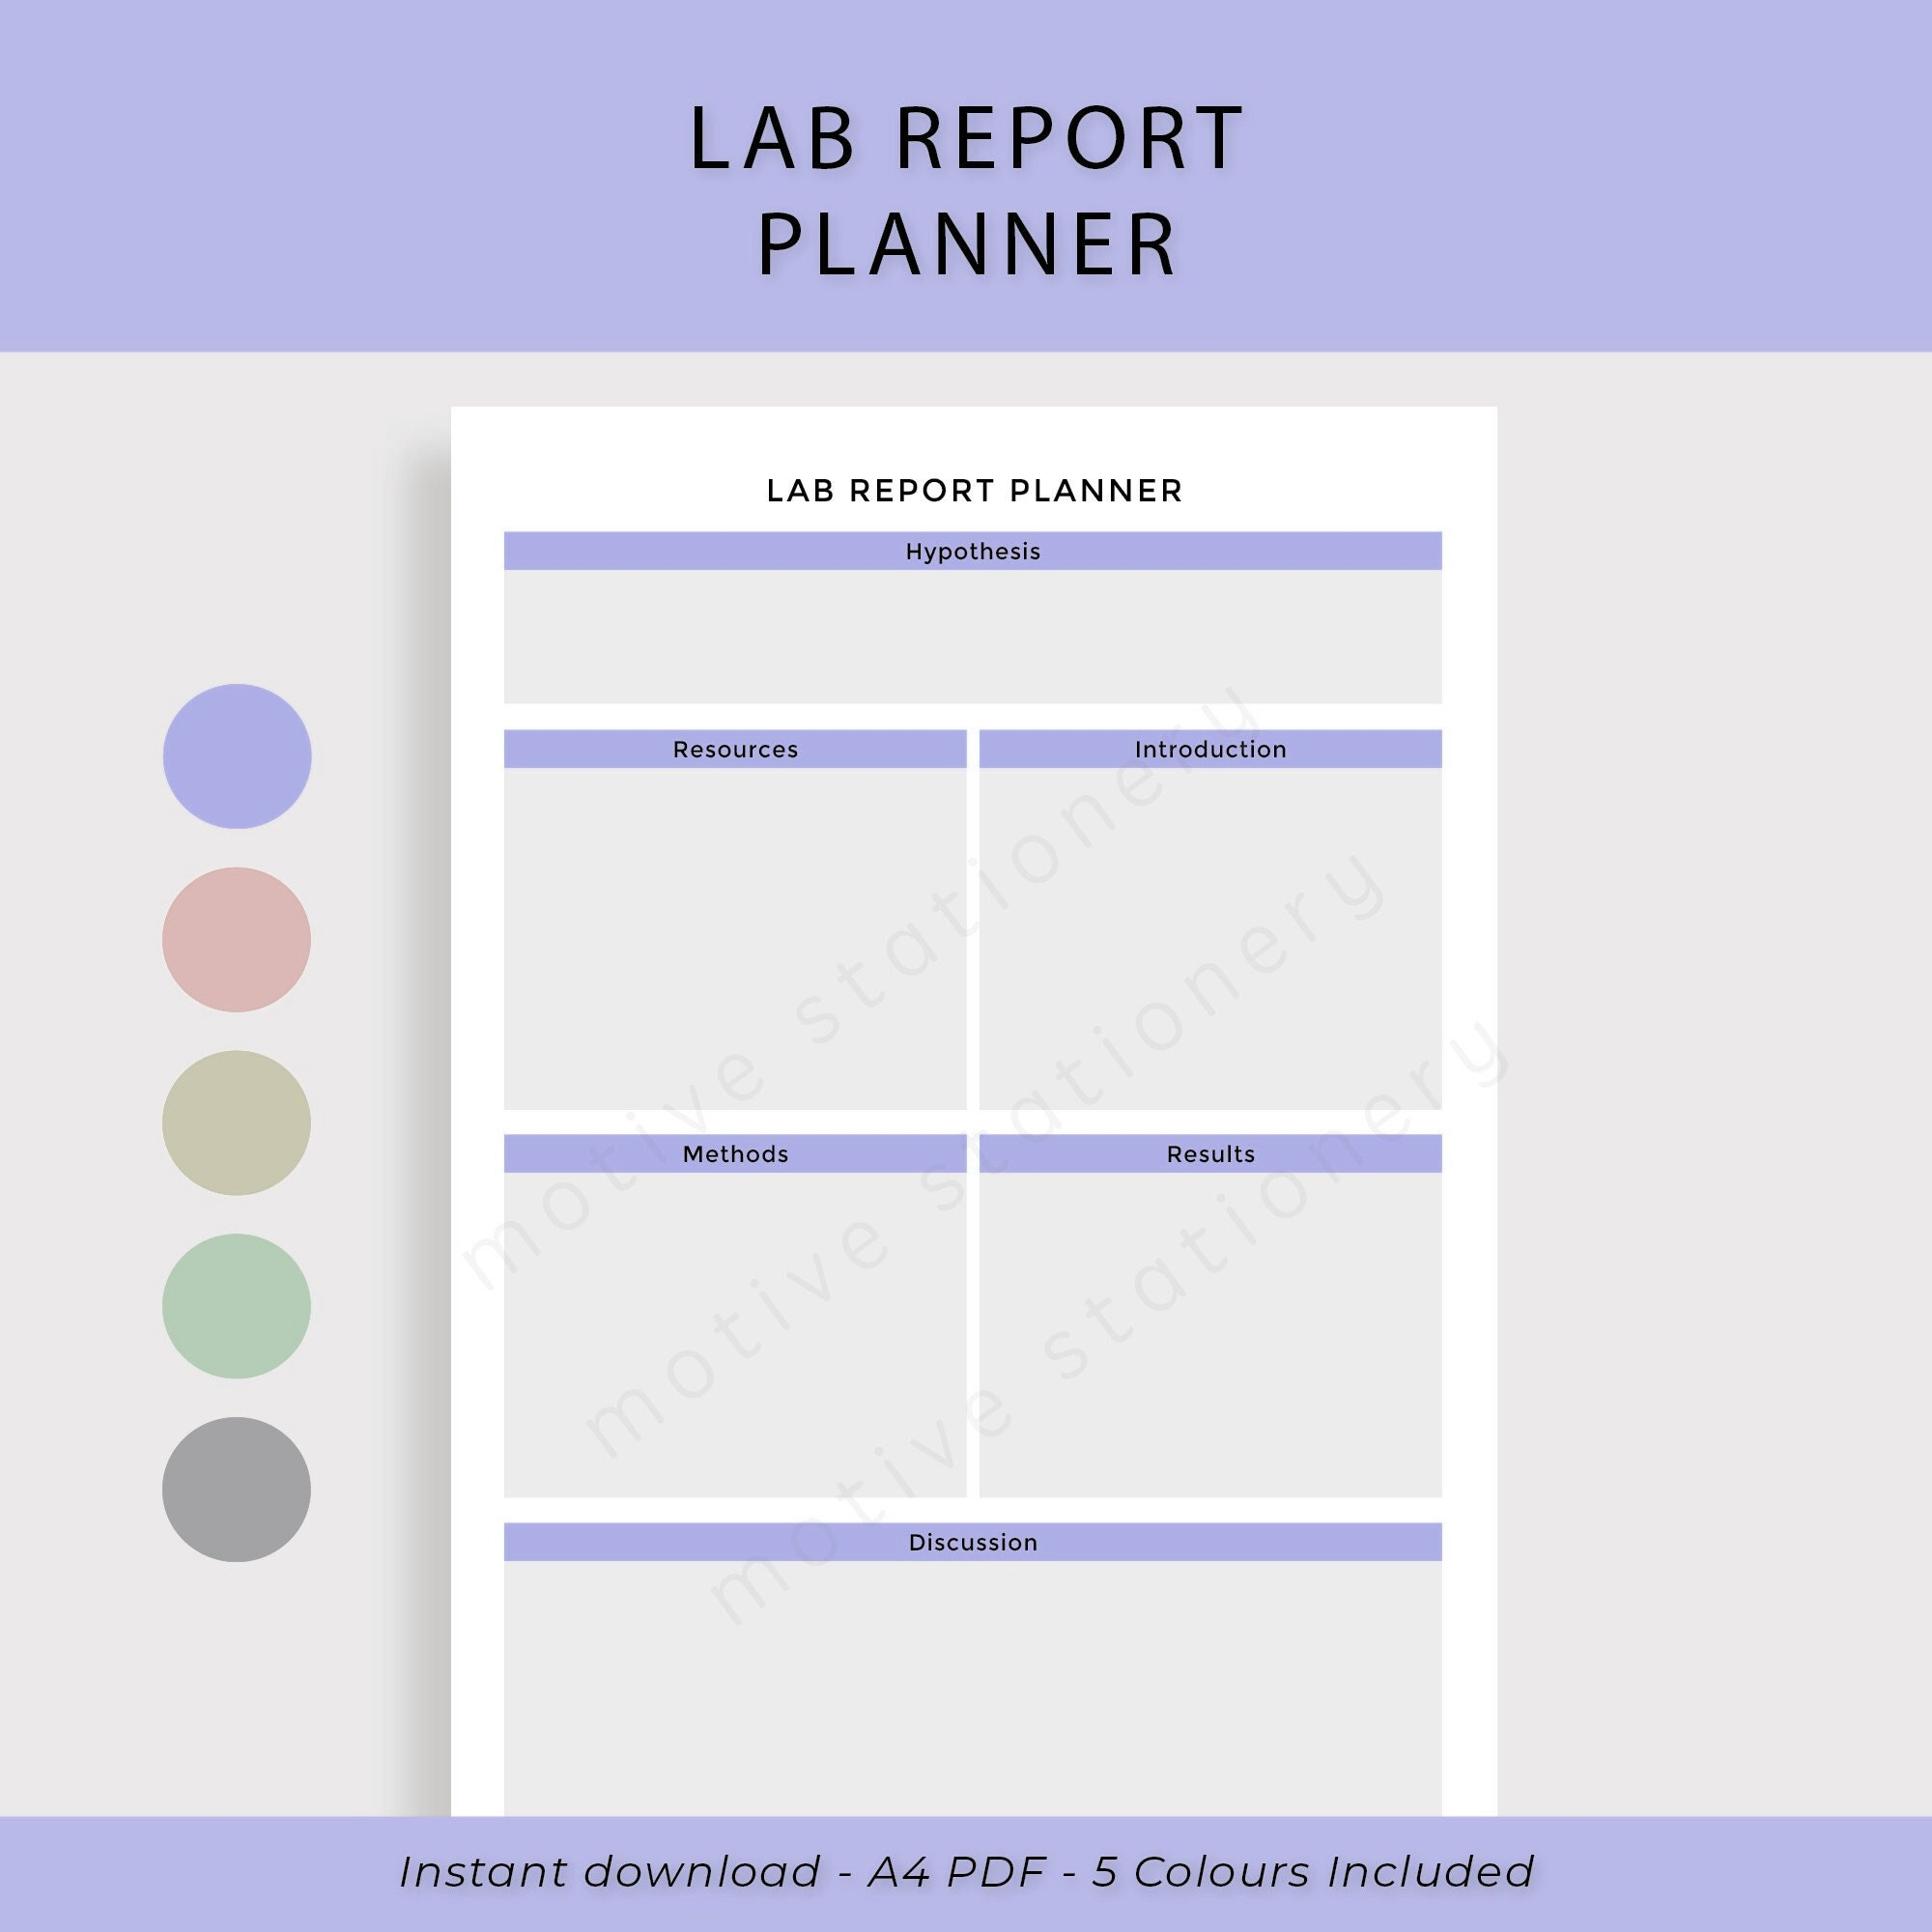 LAB REPORT
PLANNER
LAB REPORT PLANNER
Hypothesis
Resources
Introduction
Methods
Results
Discussion
motive stationery
motive stationery
motive stationery
Instant download - A4 PDF - 5 Colours Included